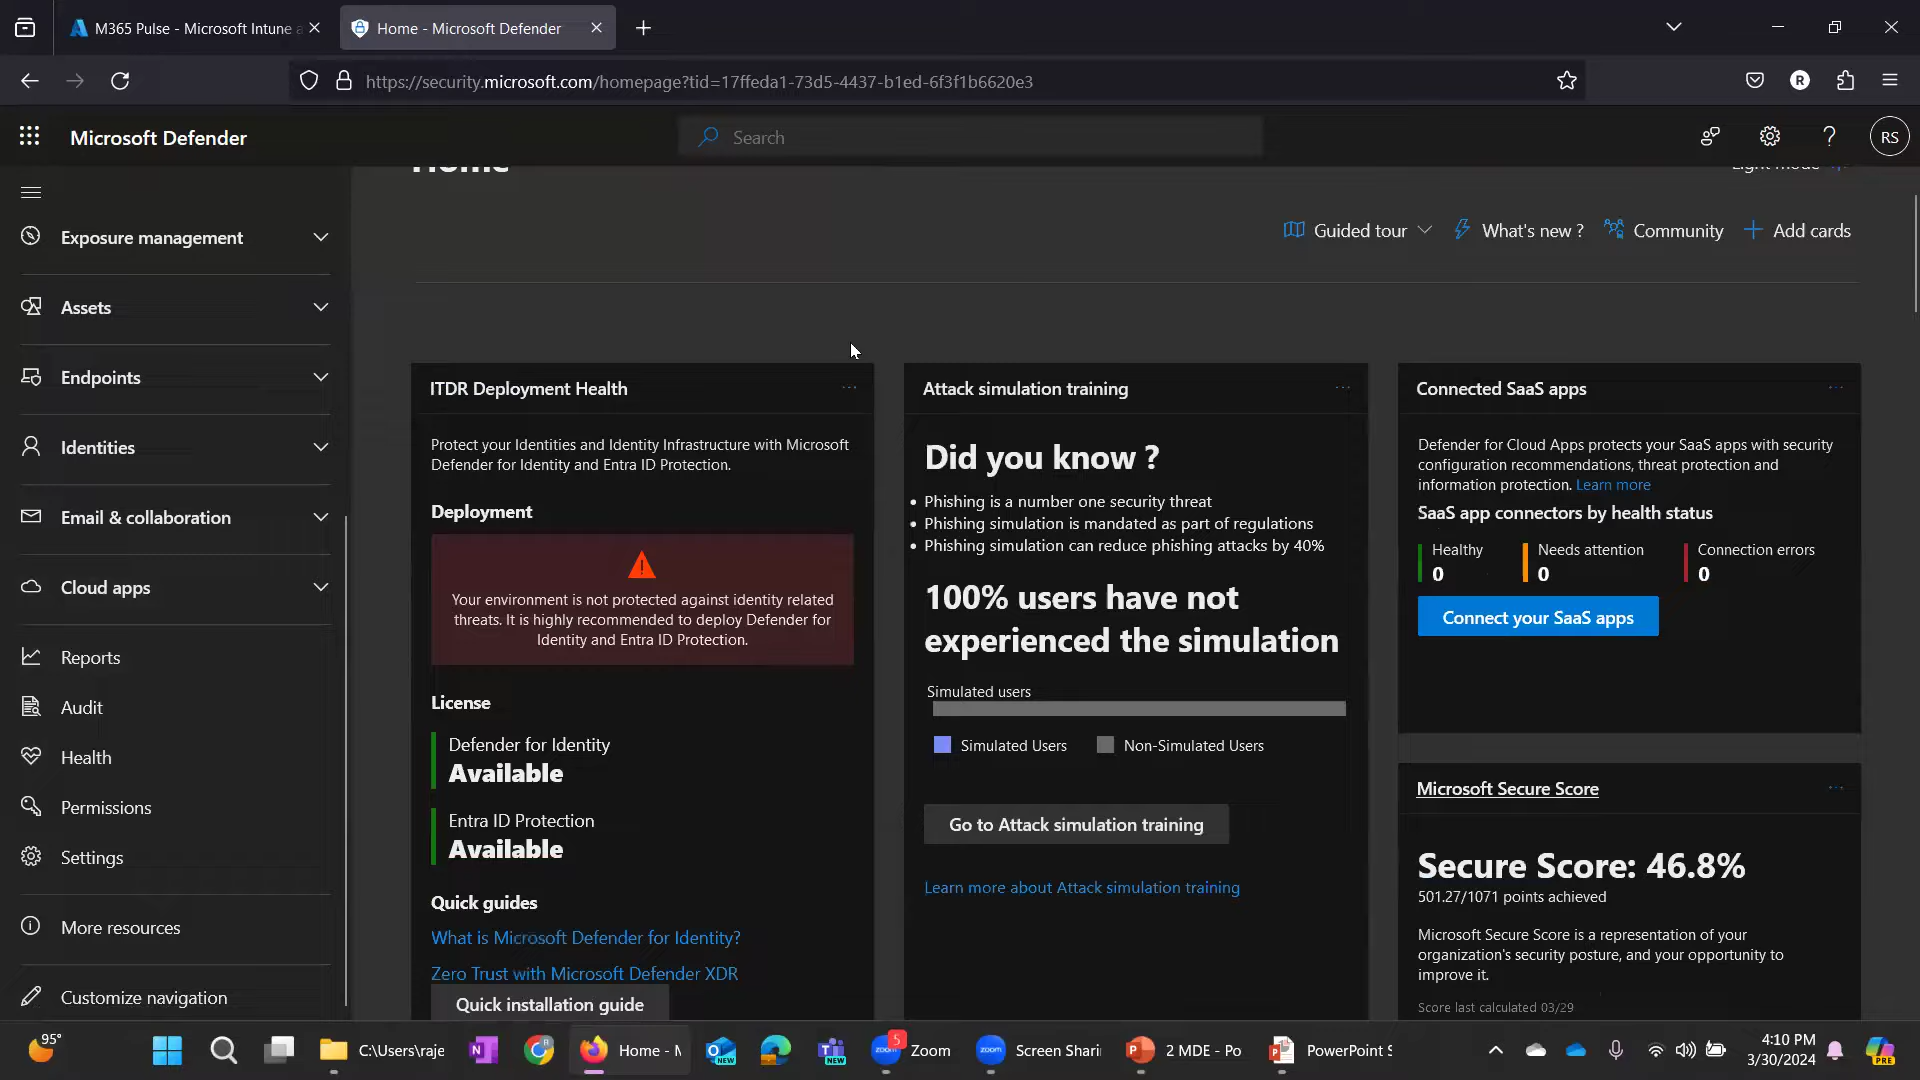 M365 Pulse - Microsoft Intune a
Home - Microsoft Defender
https://security.microsoft.com/homepage?tid=17ffeda1-73d5-4437-b1ed-6f3f1b6620e3
R
Microsoft Defender
Search
RS
Home
Light mode
Guided tour
What's new ?
Community
Add cards
Exposure management
Assets
Endpoints
Identities
Email & collaboration
Cloud apps
Reports
Audit
Health
Permissions
Settings
More resources
Customize navigation
ITDR Deployment Health
Protect your Identities and Identity Infrastructure with Microsoft
Defender for Identity and Entra ID Protection.
Deployment
Your environment is not protected against identity related
threats. It is highly recommended to deploy Defender for
Identity and Entra ID Protection.
License
Defender for Identity
Available
Entra ID Protection
Available
Quick guides
What is Microsoft Defender for Identity?
Zero Trust with Microsoft Defender XDR
Quick installation guide
Attack simulation training
Did you know ?
Phishing is a number one security threat
Phishing simulation is mandated as part of regulations
Phishing simulation can reduce phishing attacks by 40%
100% users have not
experienced the simulation
Simulated users
Simulated Users
Non-Simulated Users
Go to Attack simulation training
Learn more about Attack simulation training
Connected SaaS apps
Defender for Cloud Apps protects your SaaS apps with security
configuration recommendations, threat protection and
information protection. Learn more
SaaS app connectors by health status
Healthy
0
Needs attention
0
Connection errors
0
Connect your SaaS apps
Microsoft Secure Score
Secure Score: 46.8%
501.27/1071 points achieved
Microsoft Secure Score is a representation of your
organization's security posture, and your opportunity to
improve it.
Score last calculated 03/29
95°
C:\Users\raje
Home - M
NEW
NEW
zoom
5
Zoom
zoom
Screen Shari
2 MDE - Po
PowerPoint S
4:10 PM
3/30/2024
PRE